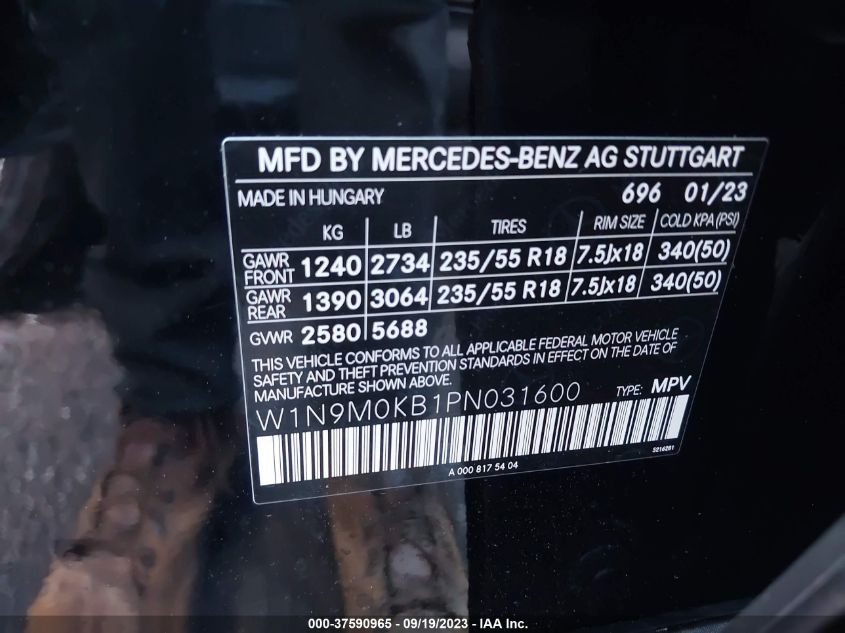 MFD BY MERCEDES-BENZ AG STUTTGART
MADE IN HUNGARY 696 01/23
KG LB TIRES RIM SIZE COLD KPA (PSI)
GAWR FRONT 1240 2734 235/55 R18 7.5Jx18 340(50)
GAWR REAR 1390 3064 235/55 R18 7.5Jx18 340(50)
GVWR 2580 5688
THIS VEHICLE CONFORMS TO ALL APPLICABLE FEDERAL MOTOR VEHICLE
SAFETY AND THEFT PREVENTION STANDARDS IN EFFECT ON THE DATE OF
MANUFACTURE SHOWN ABOVE.
TYPE: MPV
W1N9M0KB1PN031600
5216281
A 000 817 54 04
000-37590965 - 09/19/2023 - IAA Inc.